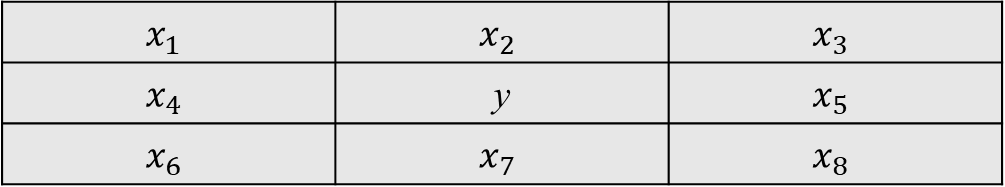 x₁ x₂ x₃
x₄ y x₅
x₆ x₇ x₈